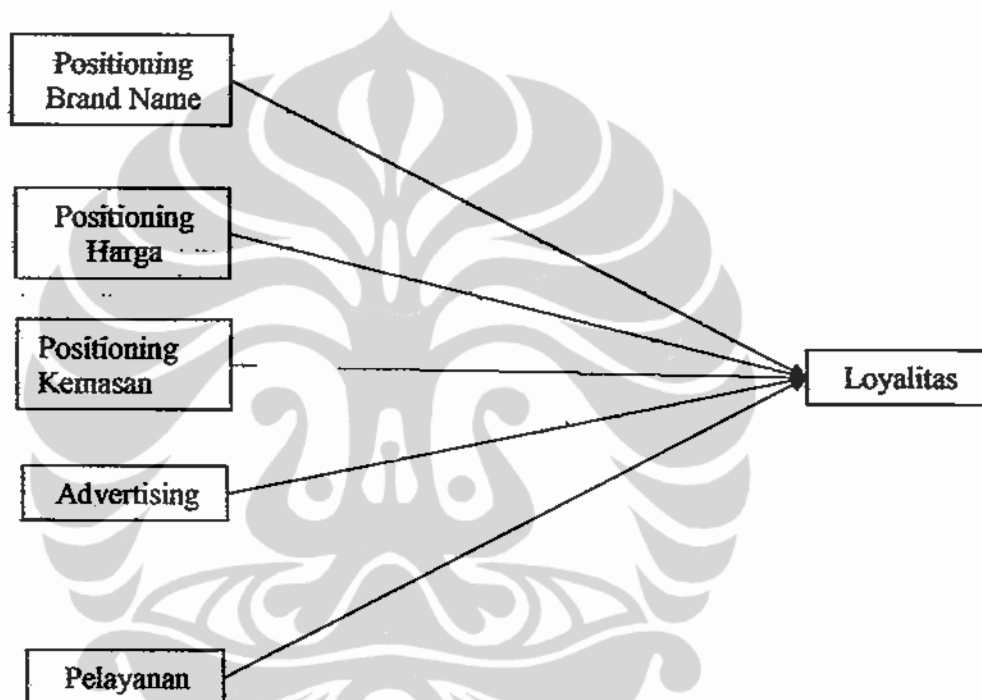 Positioning
Brand Name
Positioning
Harga
Positioning
Kemasan
Loyalitas
Advertising
Pelayanan